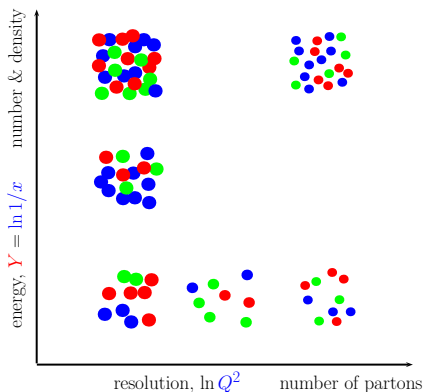 number & density
energy, Y = ln 1/x
resolution, ln Q²
number of partons